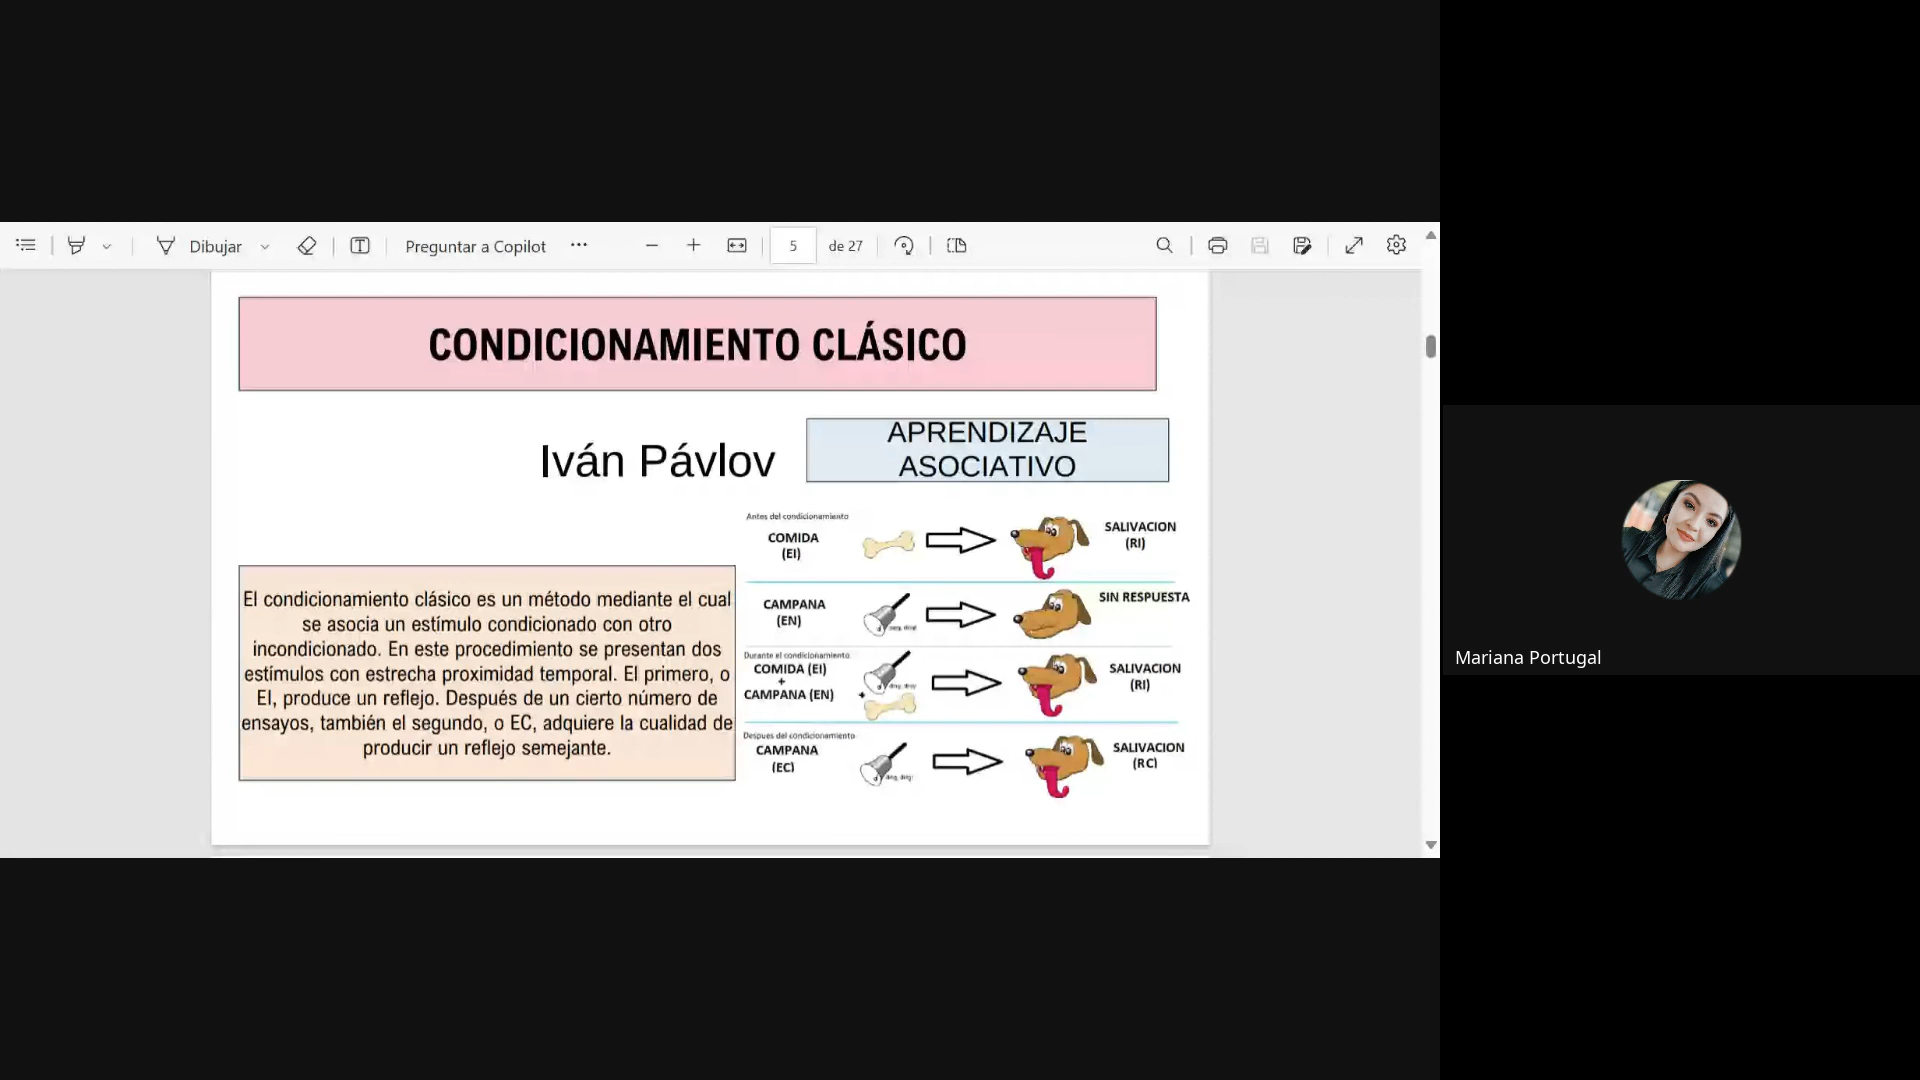 Dibujar
Preguntar a Copilot
5
de 27
CONDICIONAMIENTO CLÁSICO
Iván Pávlov
APRENDIZAJE
ASOCIATIVO
El condicionamiento clásico es un método mediante el cual
se asocia un estímulo condicionado con otro
incondicionado. En este procedimiento se presentan dos
estímulos con estrecha proximidad temporal. El primero, o
EI, produce un reflejo. Después de un cierto número de
ensayos, también el segundo, o EC, adquiere la cualidad de
producir un reflejo semejante.
Antes del condicionamiento
COMIDA
(EI)
SALIVACION
(RI)
CAMPANA
(EN)
SIN RESPUESTA
Durante el condicionamiento
COMIDA (EI)
+
CAMPANA (EN)
+
SALIVACION
(RI)
Despues del condicionamiento
CAMPANA
(EC)
SALIVACION
(RC)
Mariana Portugal